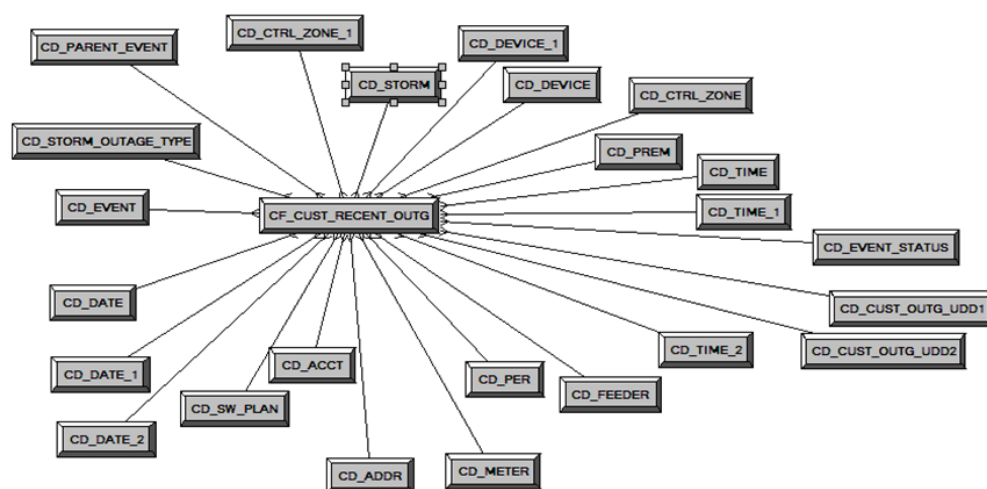 CD_PARENT_EVENT
CD_CTRL_ZONE_1
CD_DEVICE_1
CD_STORM
CD_DEVICE
CD_CTRL_ZONE
CD_STORM_OUTAGE_TYPE
CD_PREM
CD_TIME
CD_EVENT
CF_CUST_RECENT_OUTG
CD_TIME_1
CD_EVENT_STATUS
CD_DATE
CD_CUST_OUTG_UDD1
CD_TIME_2
CD_CUST_OUTG_UDD2
CD_ACCT
CD_DATE_1
CD_PER
CD_FEEDER
CD_SW_PLAN
CD_DATE_2
CD_ADDR
CD_METER